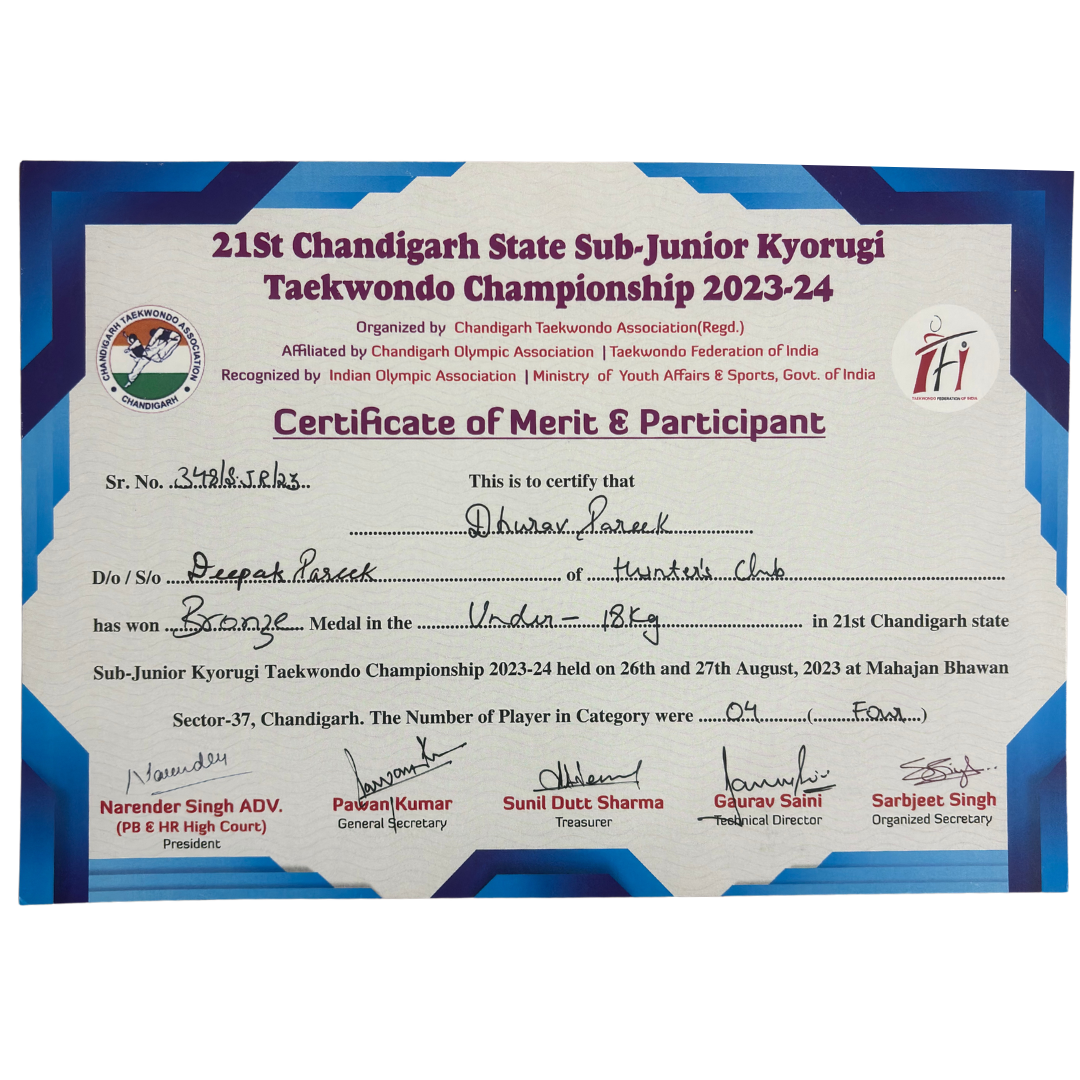 21St Chandigarh State Sub-Junior Kyorugi
Taekwondo Championship 2023-24
Organized by Chandigarh Taekwondo Association(Regd.)
Affiliated by Chandigarh Olympic Association | Taekwondo Federation of India
Recognized by Indian Olympic Association | Ministry of Youth Affairs & Sports, Govt. of India
CHANDIGARH TAEKWONDO ASSOCIATION
CHANDIGARH
TFI
TAEKWONDO FEDERATION OF INDIA
Certificate of Merit & Participant
Sr. No. 348/S.J.R/23 This is to certify that
Dhurav Pareek
D/o / S/o Deepak Pareek of Hunter's Club
has won Bronze Medal in the Under - 18Kg in 21st Chandigarh state
Sub-Junior Kyorugi Taekwondo Championship 2023-24 held on 26th and 27th August, 2023 at Mahajan Bhawan
Sector-37, Chandigarh. The Number of Player in Category were 04 (Four)
Narender Singh ADV. Pawan Kumar Sunil Dutt Sharma Gaurav Saini Sarbjeet Singh
(PB & HR High Court) General Secretary Treasurer Technical Director Organized Secretary
President